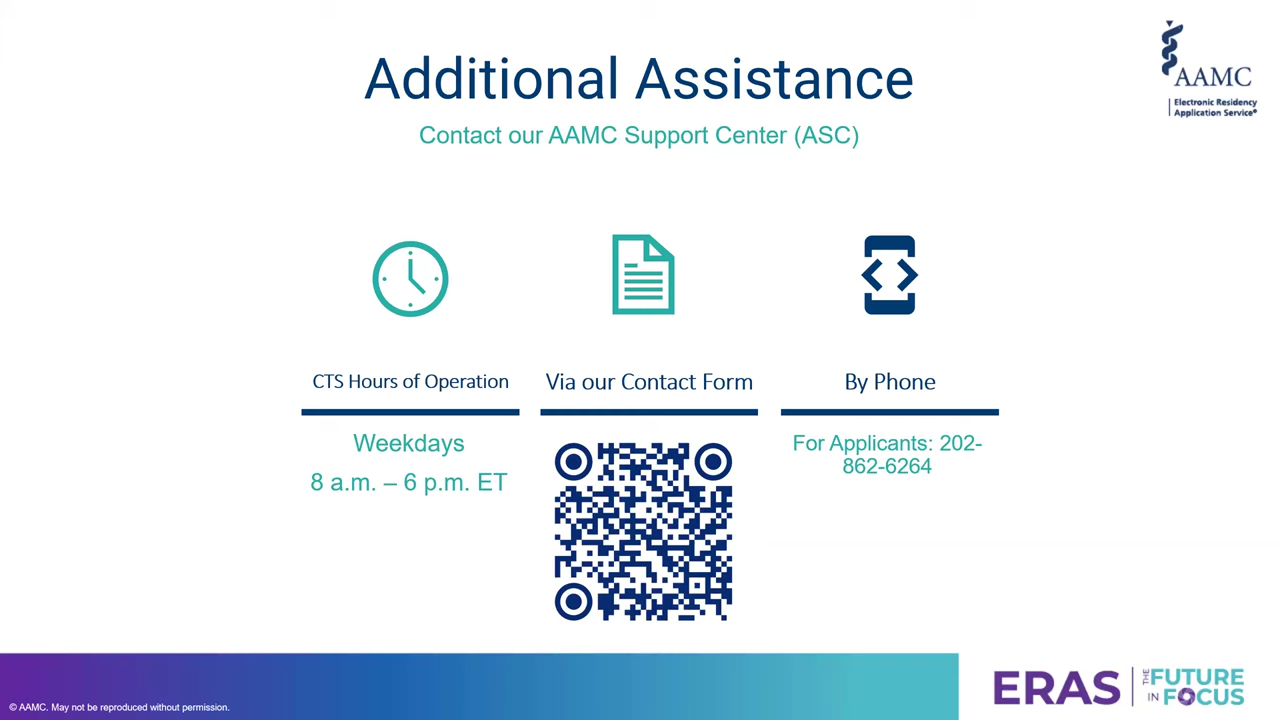 Additional Assistance
Contact our AAMC Support Center (ASC)
AAMC
Electronic Residency
Application Service®
CTS Hours of Operation
Weekdays
8 a.m. – 6 p.m. ET
Via our Contact Form
By Phone
For Applicants: 202-
862-6264
© AAMC. May not be reproduced without permission.
ERAS
THE FUTURE
IN FOCUS